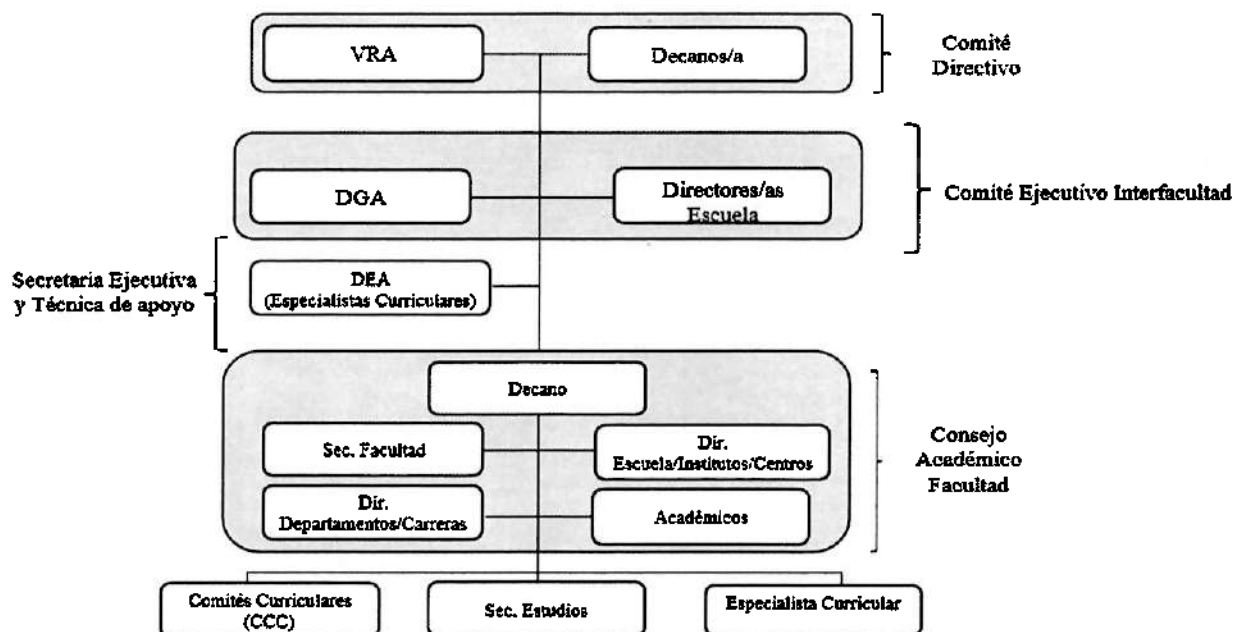 VRA
Decanos/a
Comité
Directivo
DGA
Directores/as
Escuela
Comité Ejecutivo Interfacultad
Secretaria Ejecutiva
y Técnica de apoyo
DEA
(Especialistas Curriculares)
Decano
Sec. Facultad
Dir.
Escuela/Institutos/Centros
Dir.
Departamentos/Carreras
Académicos
Consejo
Académico
Facultad
Comités Curriculares
(CCC)
Sec. Estudios
Especialista Curricular